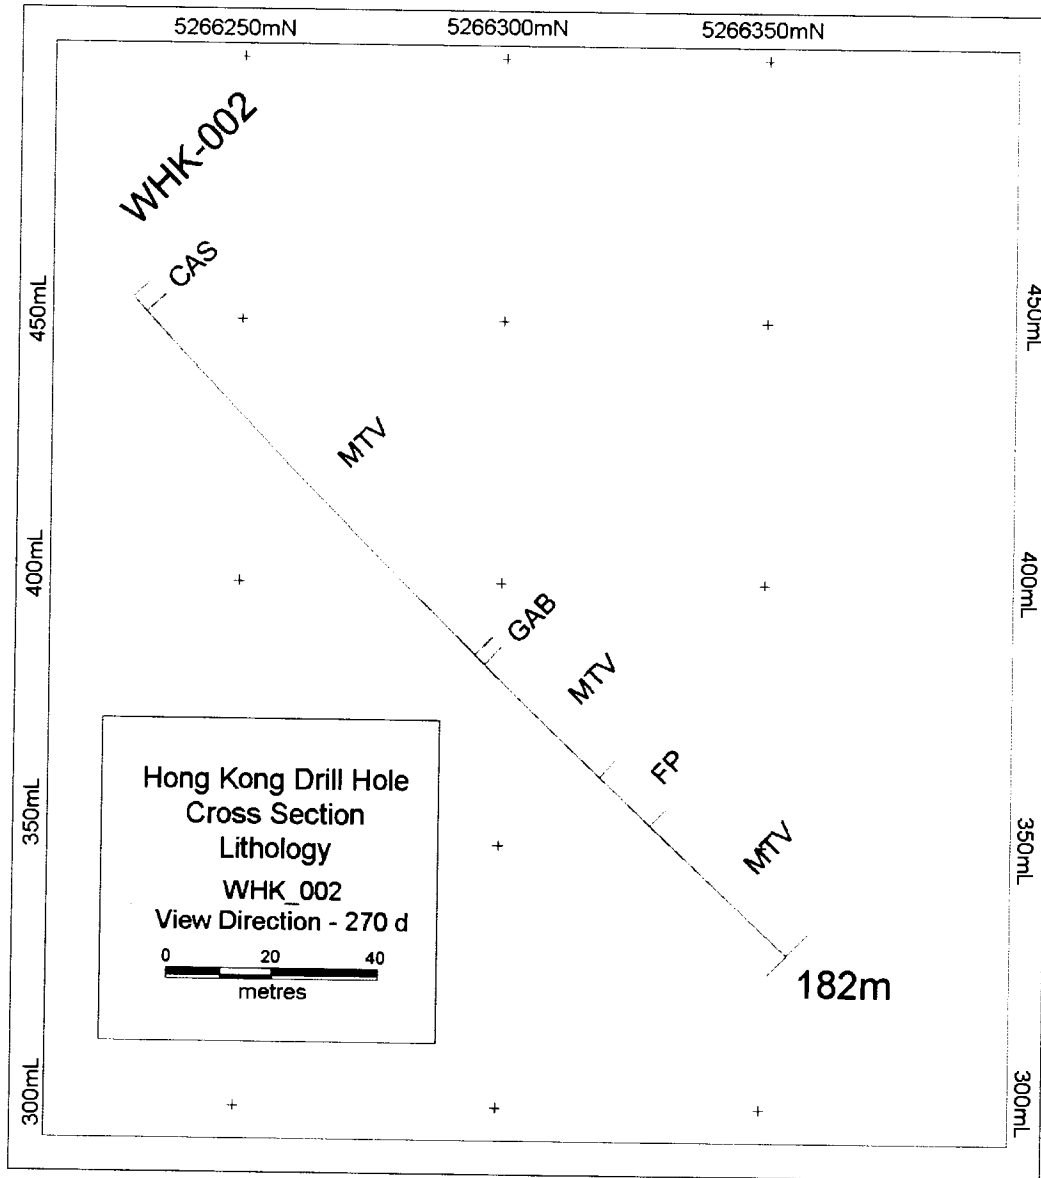 5266250mN 5266300mN 5266350mN
WHK-002
CAS
450mL 450mL
MTV
400mL 400mL
GAB
MTV
FP
350mL 350mL
MTV
Hong Kong Drill Hole
Cross Section
Lithology
WHK_002
View Direction - 270 d
0 20 40
metres
182m
300mL 300mL